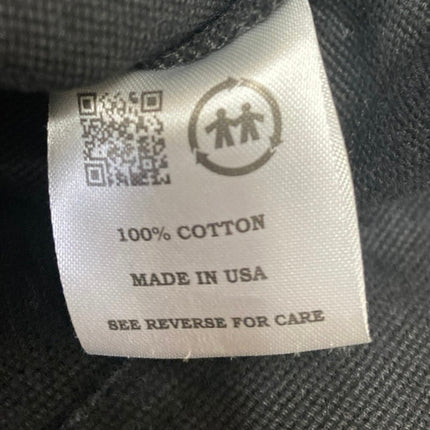 100% COTTON
MADE IN USA
SEE REVERSE FOR CARE